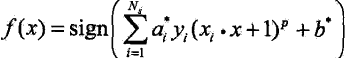 f(x) = sign( ∑_{i=1}^{N_s} a_i^* y_i (x_i · x + 1)^p + b^* )